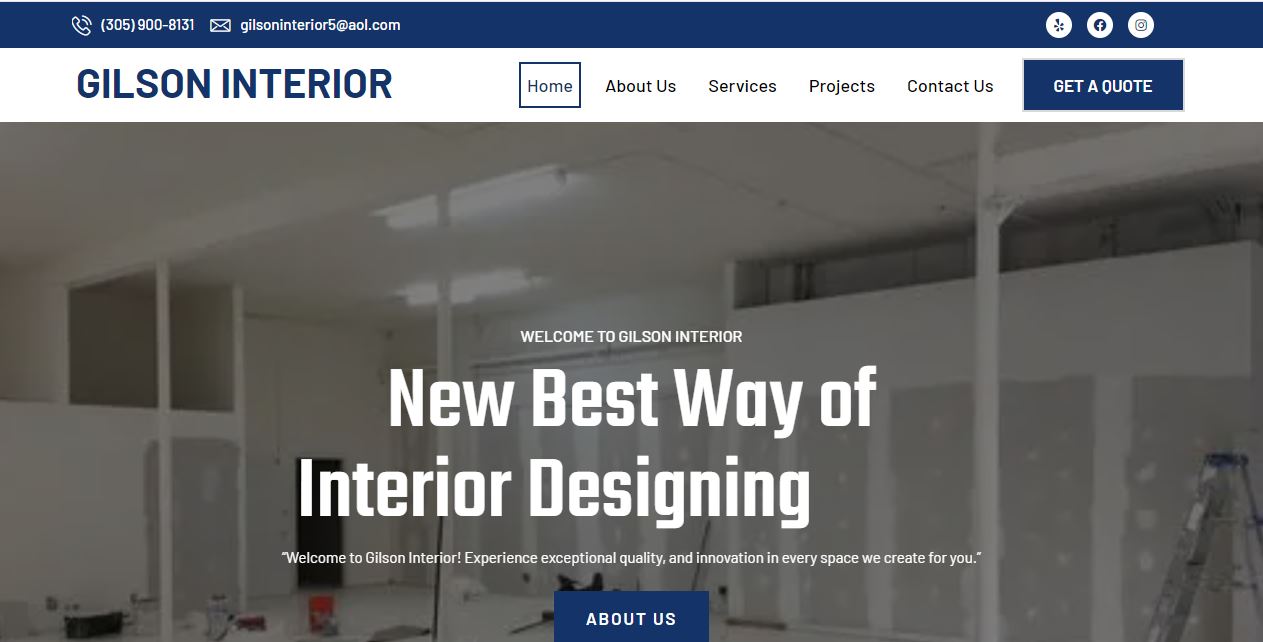 (305) 900-8131 gilsoninterior5@aol.com
GILSON INTERIOR
Home About Us Services Projects Contact Us GET A QUOTE
WELCOME TO GILSON INTERIOR
New Best Way of
Interior Designing
“Welcome to Gilson Interior! Experience exceptional quality, and innovation in every space we create for you.”
ABOUT US